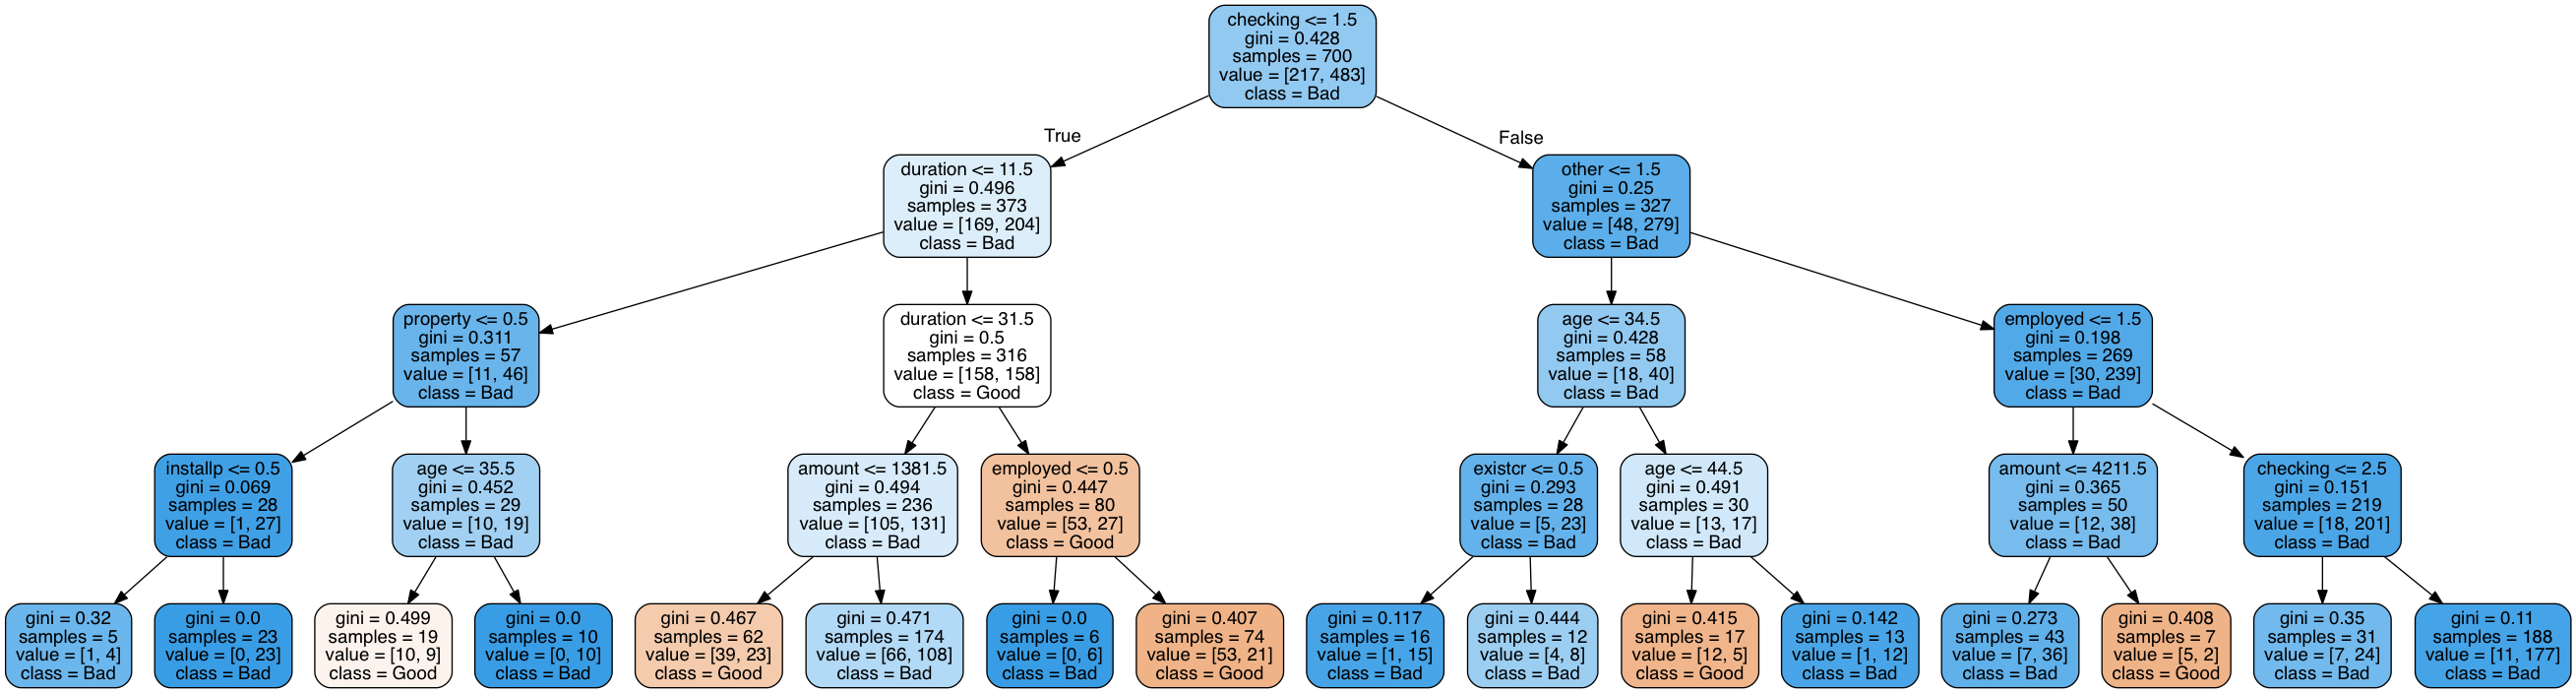 checking <= 1.5
gini = 0.428
samples = 700
value = [217, 483]
class = Bad
True
False
duration <= 11.5
gini = 0.496
samples = 373
value = [169, 204]
class = Bad
other <= 1.5
gini = 0.25
samples = 327
value = [48, 279]
class = Bad
property <= 0.5
gini = 0.311
samples = 57
value = [11, 46]
class = Bad
duration <= 31.5
gini = 0.5
samples = 316
value = [158, 158]
class = Good
age <= 34.5
gini = 0.428
samples = 58
value = [18, 40]
class = Bad
employed <= 1.5
gini = 0.198
samples = 269
value = [30, 239]
class = Bad
installp <= 0.5
gini = 0.069
samples = 28
value = [1, 27]
class = Bad
age <= 35.5
gini = 0.452
samples = 29
value = [10, 19]
class = Bad
amount <= 1381.5
gini = 0.494
samples = 236
value = [105, 131]
class = Bad
employed <= 0.5
gini = 0.447
samples = 80
value = [53, 27]
class = Good
existcr <= 0.5
gini = 0.293
samples = 28
value = [5, 23]
class = Bad
age <= 44.5
gini = 0.491
samples = 30
value = [13, 17]
class = Bad
amount <= 4211.5
gini = 0.365
samples = 50
value = [12, 38]
class = Bad
checking <= 2.5
gini = 0.151
samples = 219
value = [18, 201]
class = Bad
gini = 0.32
samples = 5
value = [1, 4]
class = Bad
gini = 0.0
samples = 23
value = [0, 23]
class = Bad
gini = 0.499
samples = 19
value = [10, 9]
class = Good
gini = 0.0
samples = 10
value = [0, 10]
class = Bad
gini = 0.467
samples = 62
value = [39, 23]
class = Good
gini = 0.471
samples = 174
value = [66, 108]
class = Bad
gini = 0.0
samples = 6
value = [0, 6]
class = Bad
gini = 0.407
samples = 74
value = [53, 21]
class = Good
gini = 0.117
samples = 16
value = [1, 15]
class = Bad
gini = 0.444
samples = 12
value = [4, 8]
class = Bad
gini = 0.415
samples = 17
value = [12, 5]
class = Good
gini = 0.142
samples = 13
value = [1, 12]
class = Bad
gini = 0.273
samples = 43
value = [7, 36]
class = Bad
gini = 0.408
samples = 7
value = [5, 2]
class = Good
gini = 0.35
samples = 31
value = [7, 24]
class = Bad
gini = 0.11
samples = 188
value = [11, 177]
class = Bad